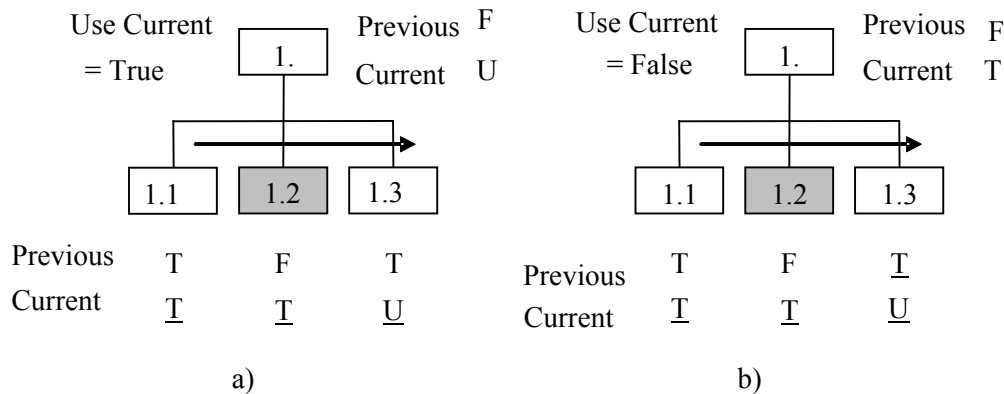 Use Current
= True
1.
Previous F
Current U
1.1 1.2 1.3
Previous T F T
Current T T U
a)
Use Current
= False
1.
Previous F
Current T
1.1 1.2 1.3
Previous T F T
Current T T U
b)